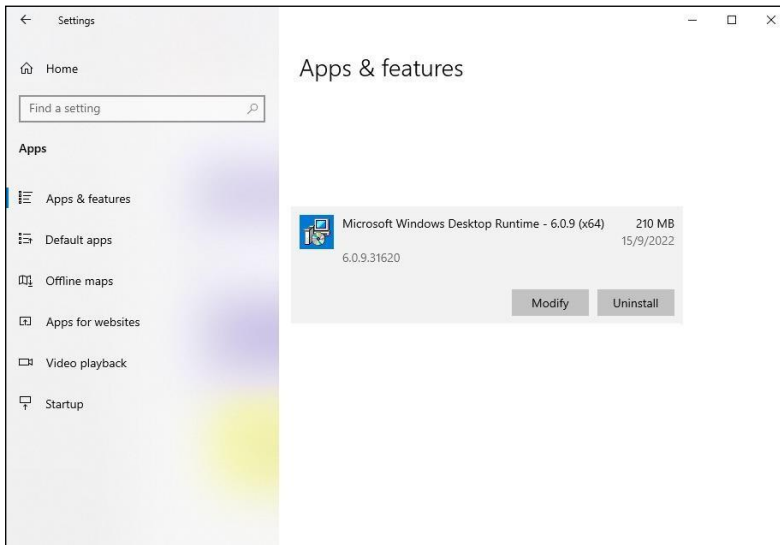 Settings
Home
Find a setting
Apps
Apps & features
Default apps
Offline maps
Apps for websites
Video playback
Startup
Apps & features
Microsoft Windows Desktop Runtime - 6.0.9 (x64) 210 MB
15/9/2022
6.0.9.31620
Modify Uninstall